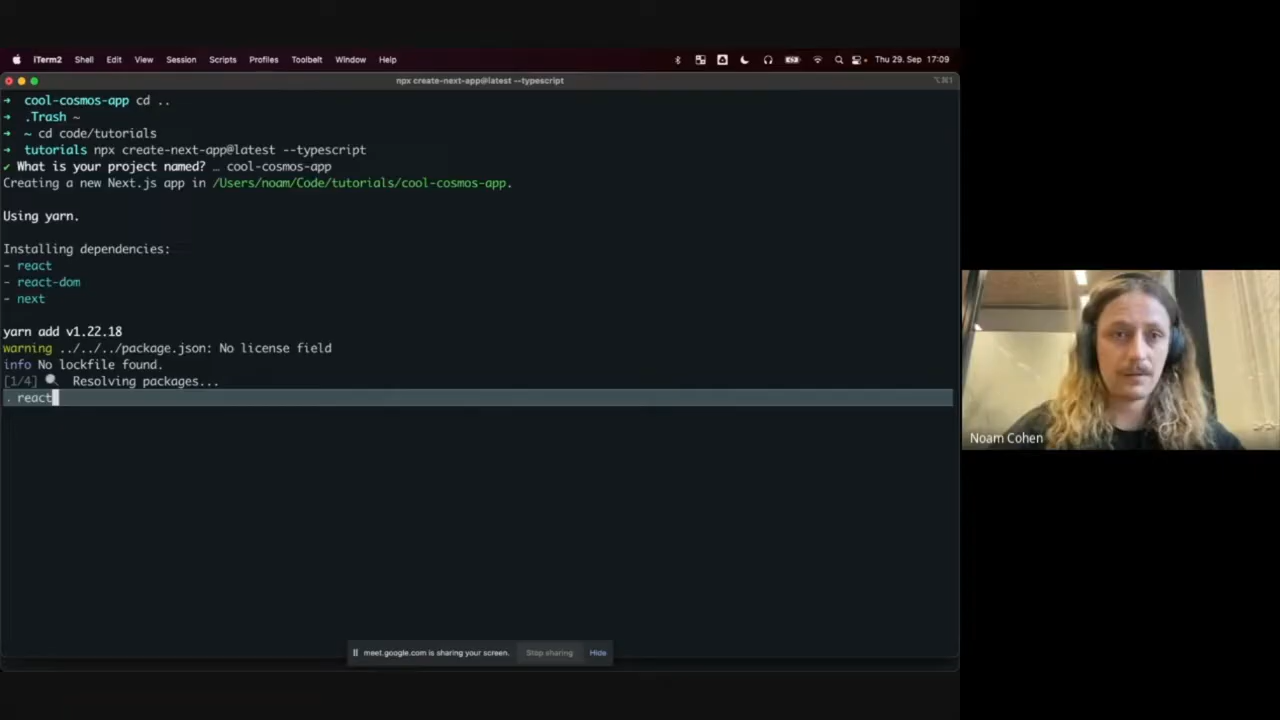 iTerm2 Shell Edit View Session Scripts Profiles Toolbelt Window Help Thu 29. Sep 17:09
npx create-next-app@latest --typescript
➜ cool-cosmos-app cd ..
➜ .Trash ~
➜ ~ cd code/tutorials
➜ tutorials npx create-next-app@latest --typescript
✔ What is your project named? … cool-cosmos-app
Creating a new Next.js app in /Users/noam/Code/tutorials/cool-cosmos-app.
Using yarn.
Installing dependencies:
- react
- react-dom
- next
yarn add v1.22.18
warning ../../../package.json: No license field
info No lockfile found.
[1/4] 🔍 Resolving packages...
. react
Noam Cohen
meet.google.com is sharing your screen. Stop sharing Hide